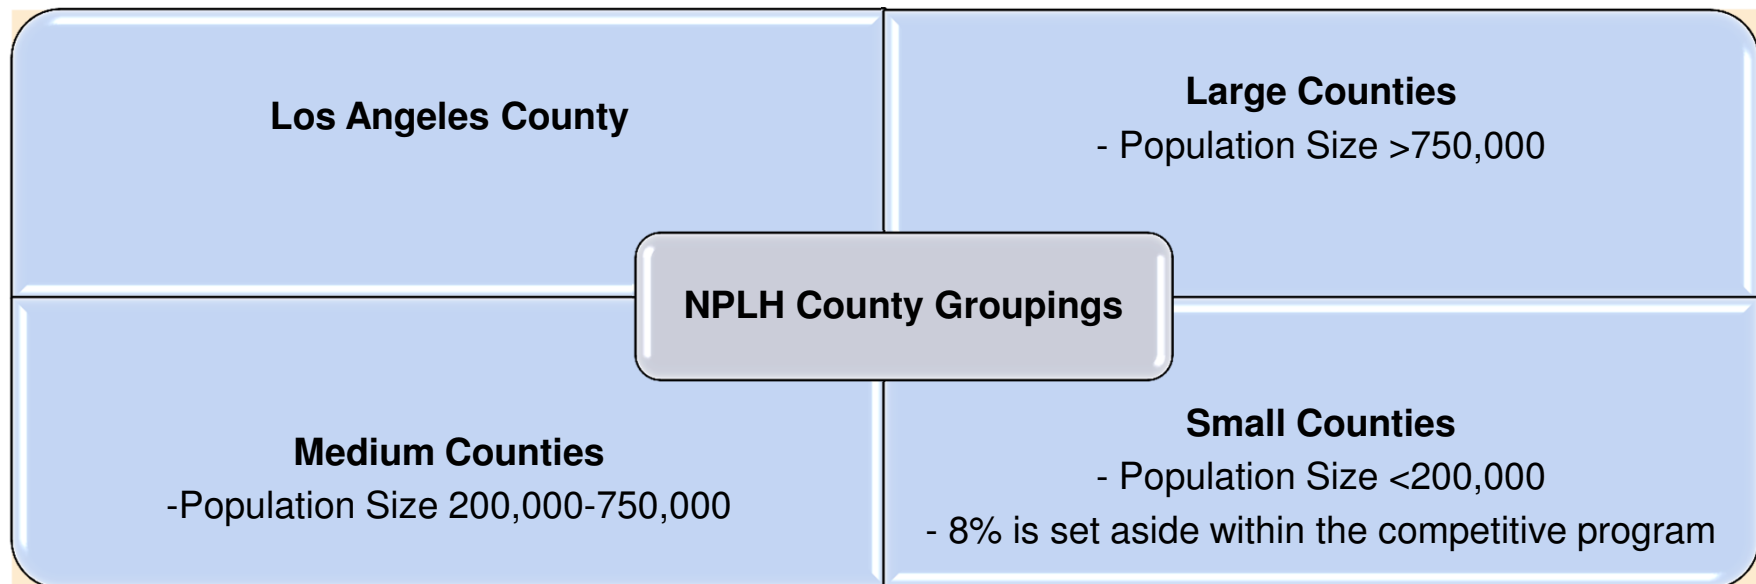 Los Angeles County
Large Counties
- Population Size >750,000
NPLH County Groupings
Medium Counties
-Population Size 200,000-750,000
Small Counties
- Population Size <200,000
- 8% is set aside within the competitive program